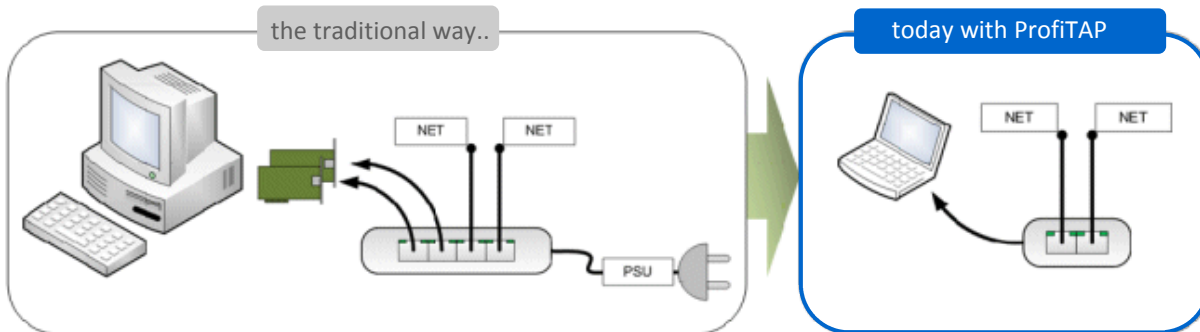 the traditional way..
today with ProfiTAP
NET
NET
PSU
NET
NET